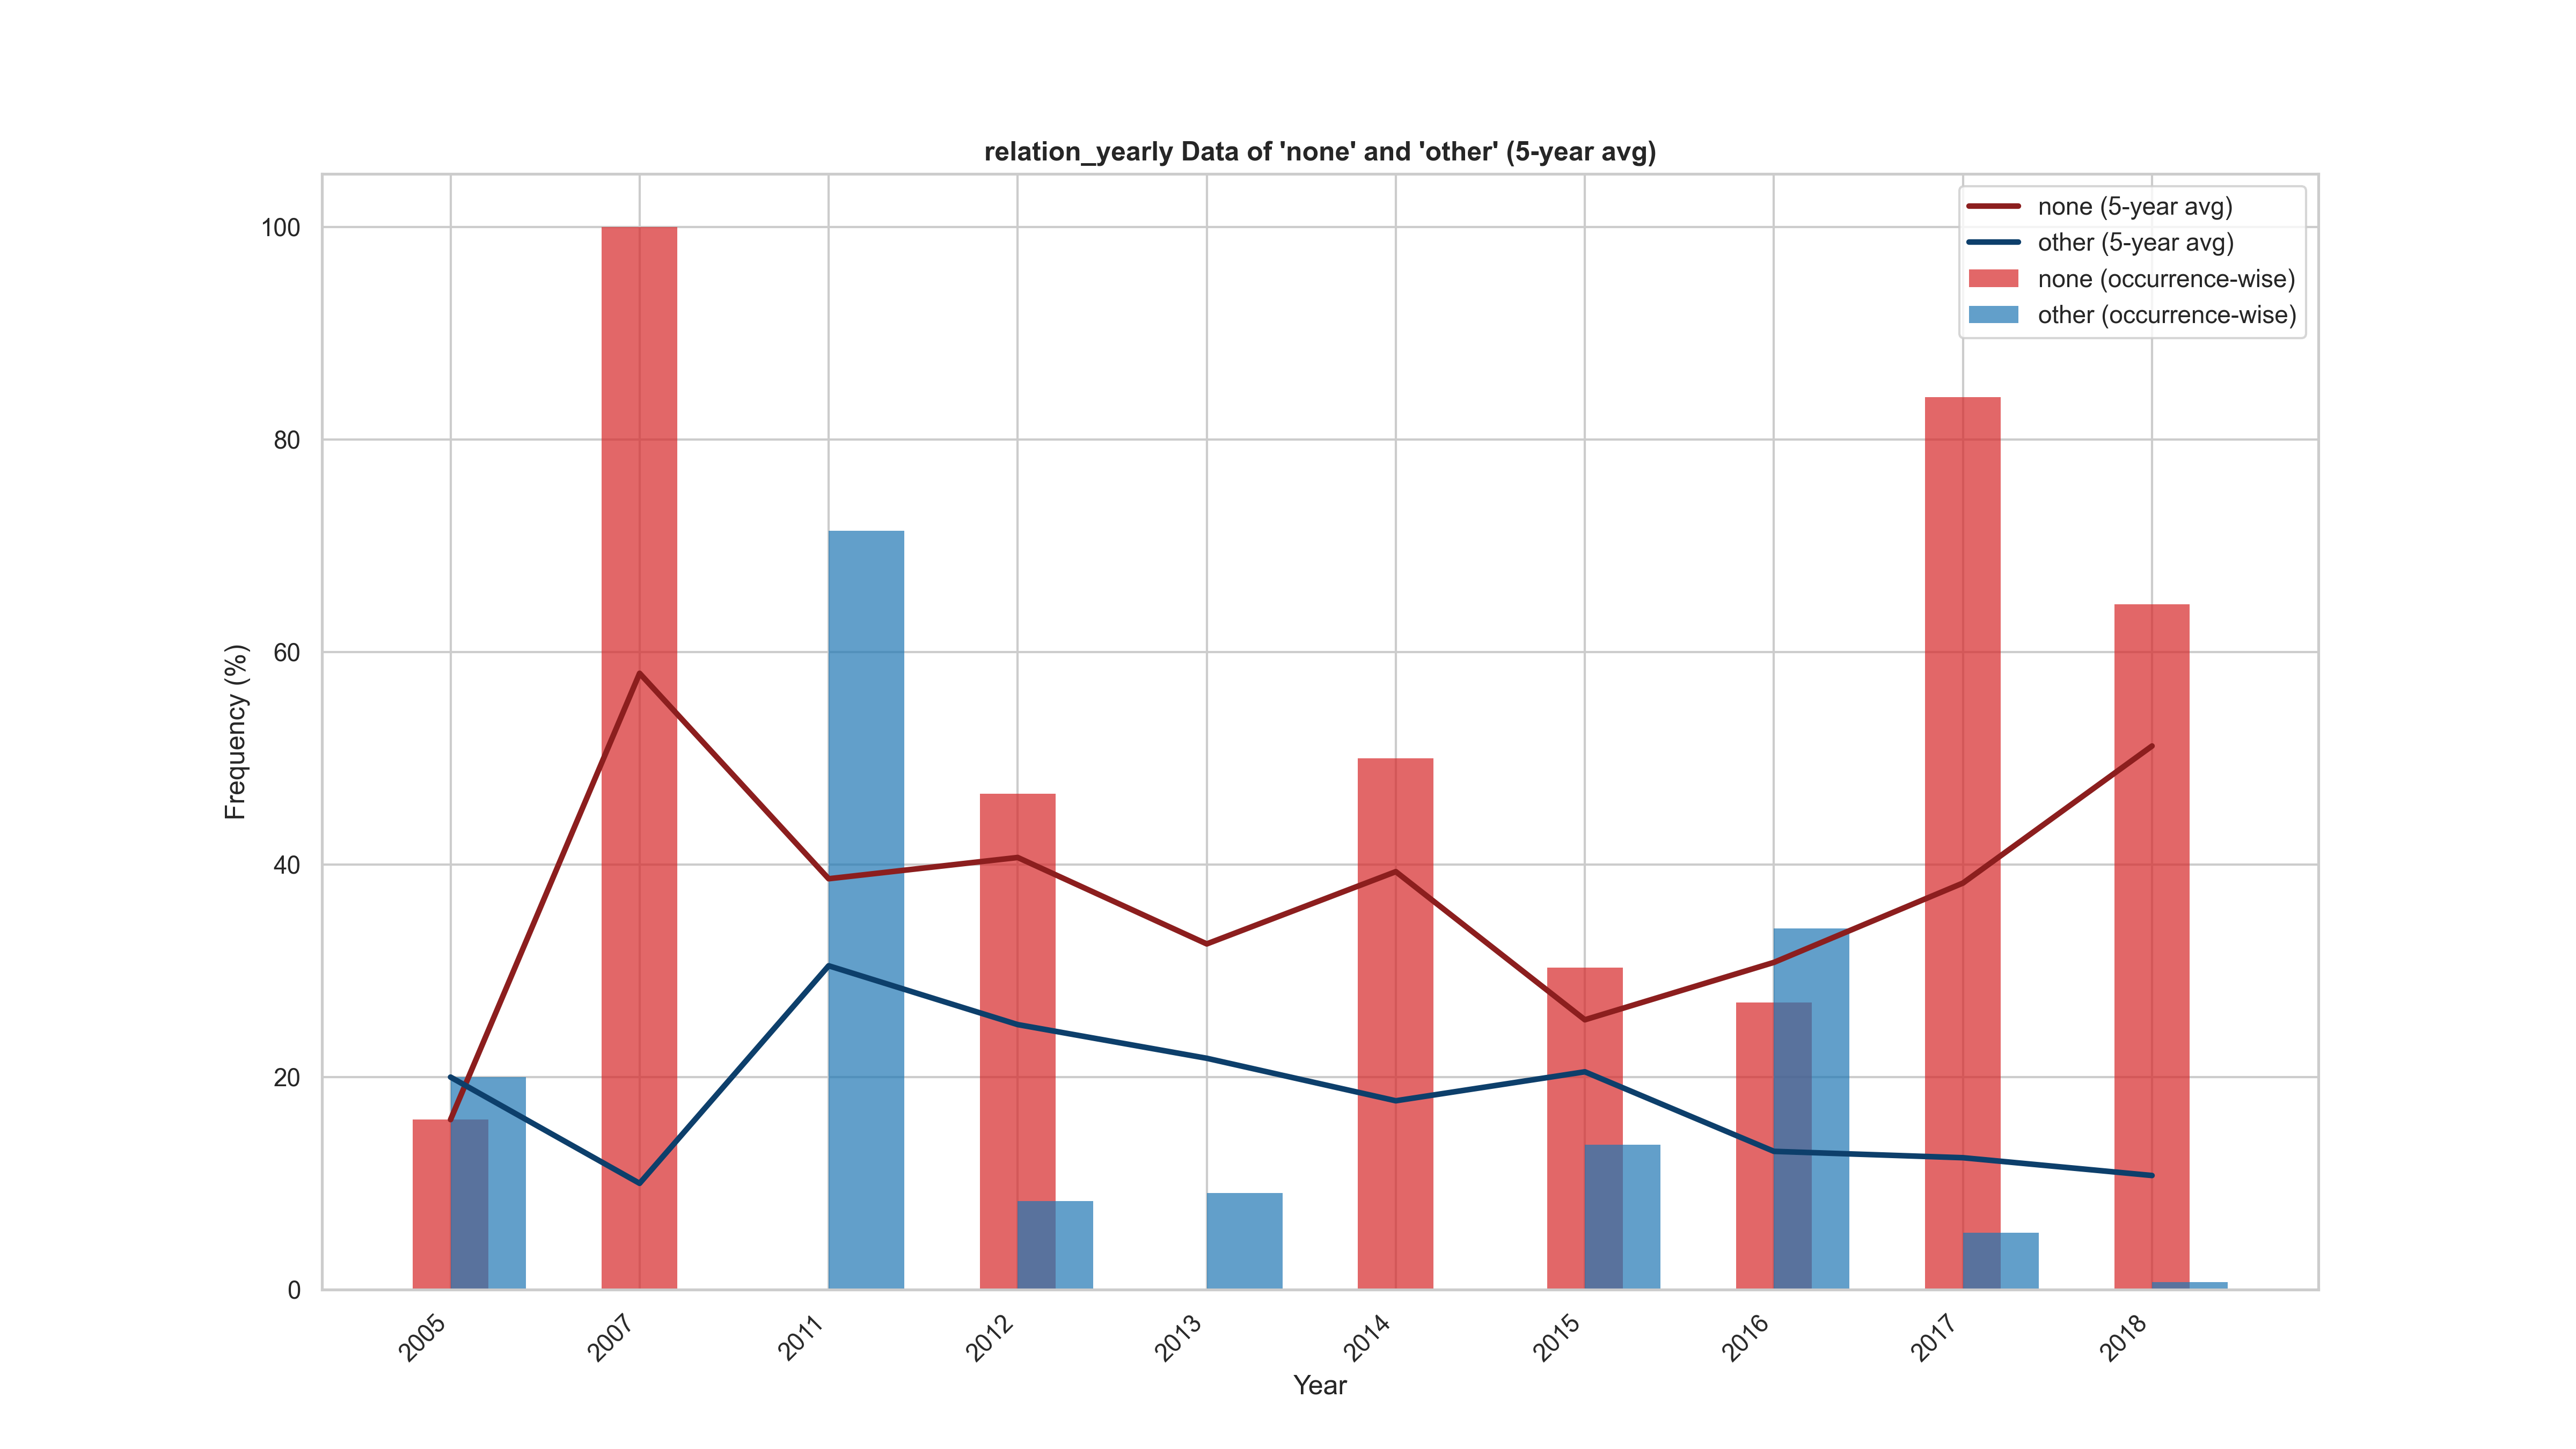 relation_yearly Data of 'none' and 'other' (5-year avg)
none (5-year avg)
other (5-year avg)
none (occurrence-wise)
other (occurrence-wise)
Frequency (%)
100
80
60
40
20
0
2005
2007
2011
2012
2013
2014
2015
2016
2017
2018
Year